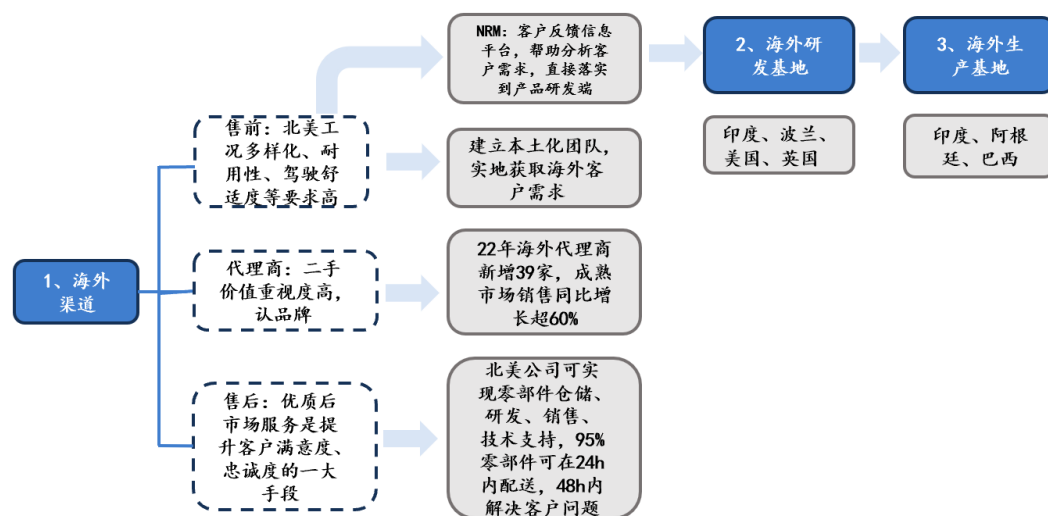 NRM：客户反馈信息
平台，帮助分析客
户需求，直接落实
到产品研发端
2、海外研
发基地
3、海外生
产基地
售前：北美工
况多样化、耐
用性、驾驶舒
适度等要求高
建立本土化团队，
实地获取海外客
户需求
印度、波兰、
美国、英国
印度、阿根
廷、巴西
1、海外
渠道
代理商：二手
价值重视度高，
认品牌
22年海外代理商
新增39家，成熟
市场销售同比增
长超60%
售后：优质后
市场服务是提
升客户满意度、
忠诚度的一大
手段
北美公司可实
现零部件仓储、
研发、销售、
技术支持，95%
零部件可在24h
内配送，48h内
解决客户问题